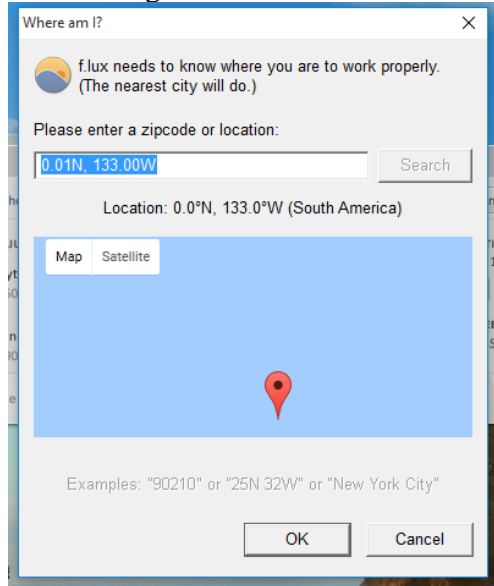 Where am I?
f.lux needs to know where you are to work properly.
(The nearest city will do.)
Please enter a zipcode or location:
0.01N, 133.00W
Search
Location: 0.0°N, 133.0°W (South America)
Map Satellite
Examples: "90210" or "25N 32W" or "New York City"
OK Cancel